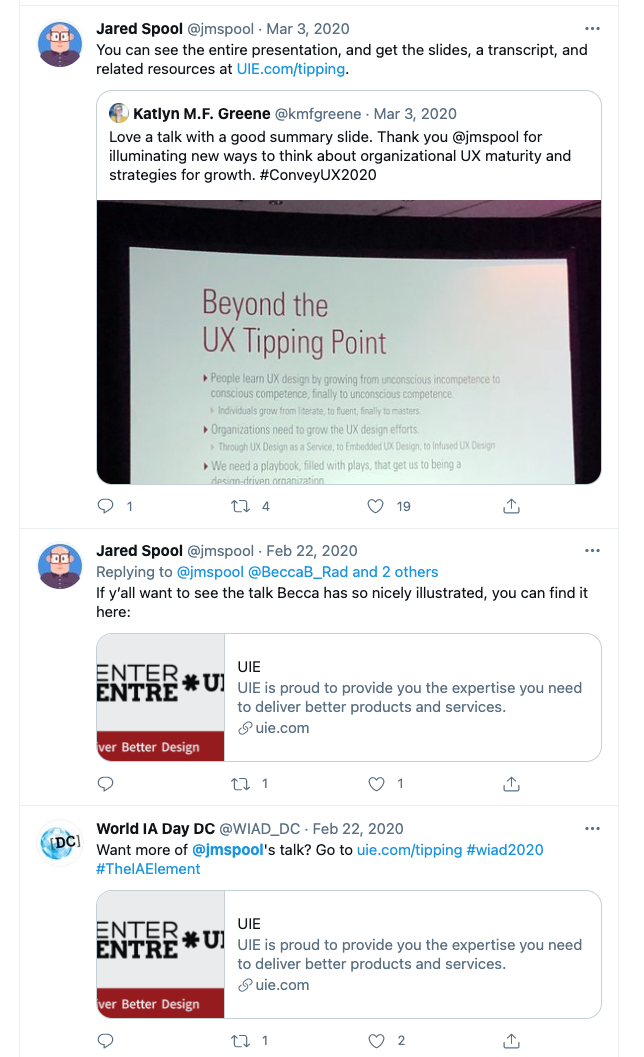 Jared Spool @jmspool · Mar 3, 2020
You can see the entire presentation, and get the slides, a transcript, and
related resources at UIE.com/tipping.
Katlyn M.F. Greene @kmfgreene · Mar 3, 2020
Love a talk with a good summary slide. Thank you @jmspool for
illuminating new ways to think about organizational UX maturity and
strategies for growth. #ConveyUX2020
Beyond the
UX Tipping Point
People learn UX design by growing from unconscious incompetence to
conscious competence, finally to unconscious competence.
Individuals grow from literate, to fluent, finally to masters.
Organizations need to grow the UX design efforts.
Through UX Design as a Service, to Embedded UX Design, to Infused UX Design
We need a playbook, filled with plays, that get us to being a
design-driven organization
1 4 19
Jared Spool @jmspool · Feb 22, 2020
Replying to @jmspool @BeccaB_Rad and 2 others
If y’all want to see the talk Becca has so nicely illustrated, you can find it
here:
ENTER
ENTRE * UI
ver Better Design
UIE
UIE is proud to provide you the expertise you need
to deliver better products and services.
uie.com
1 1
[DC]
World IA Day DC @WIAD_DC · Feb 22, 2020
Want more of @jmspool's talk? Go to uie.com/tipping #wiad2020
#TheIAElement
ENTER
ENTRE * UI
ver Better Design
UIE
UIE is proud to provide you the expertise you need
to deliver better products and services.
uie.com
1 2